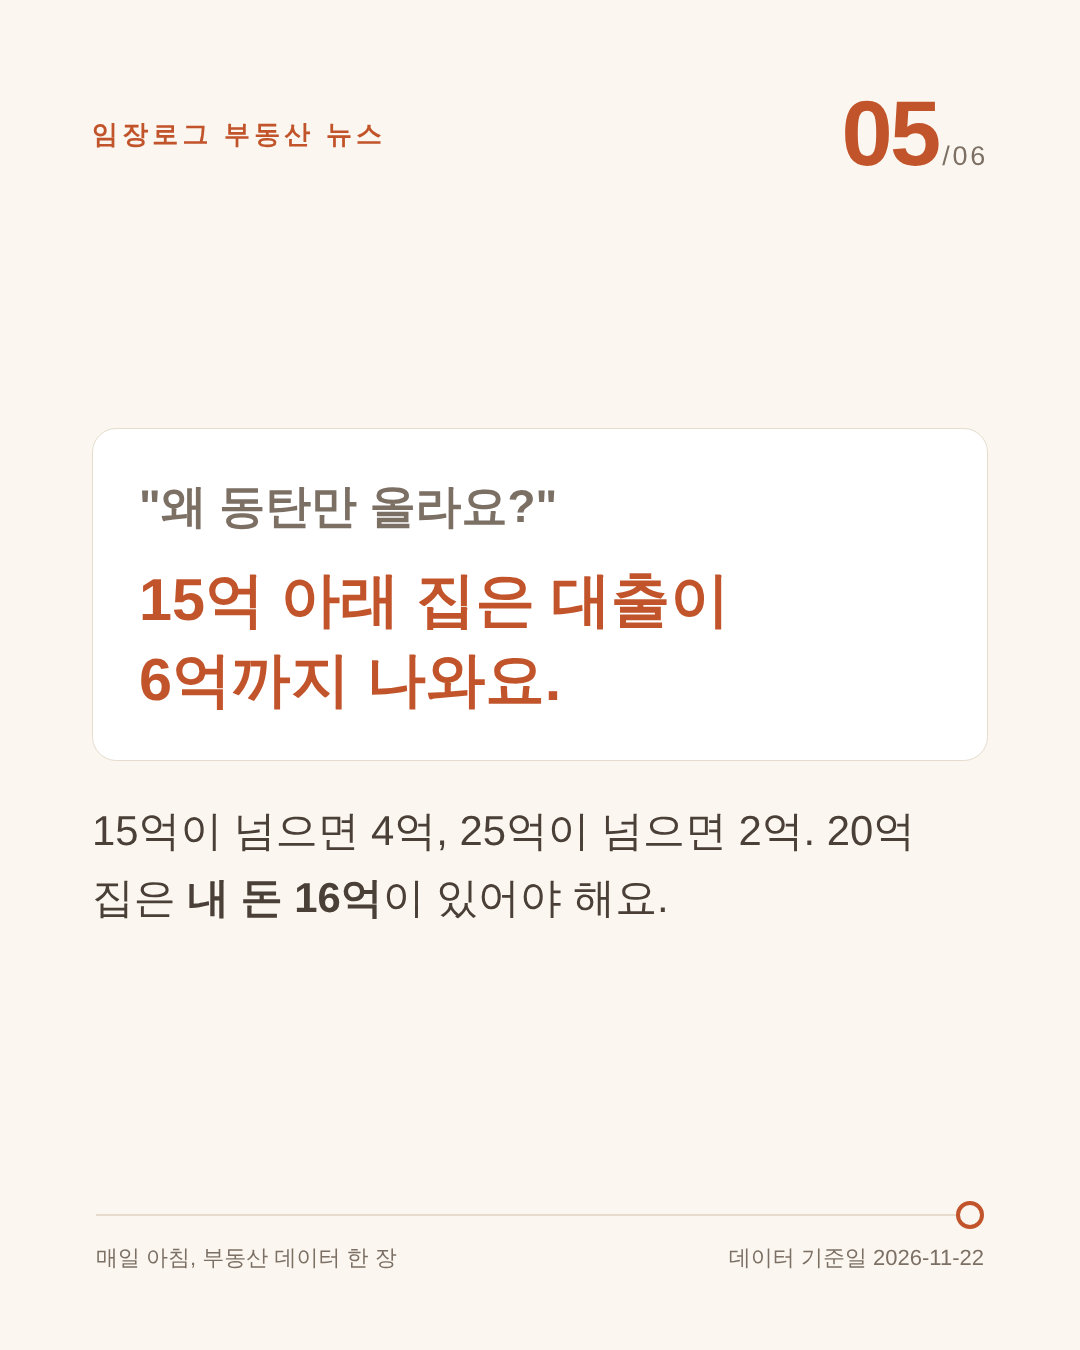 임장로그 부동산 뉴스
05/06
"왜 동탄만 올라요?"
15억 아래 집은 대출이
6억까지 나와요.
15억이 넘으면 4억, 25억이 넘으면 2억. 20억
집은 내 돈 16억이 있어야 해요.
매일 아침, 부동산 데이터 한 장
데이터 기준일 2026-11-22